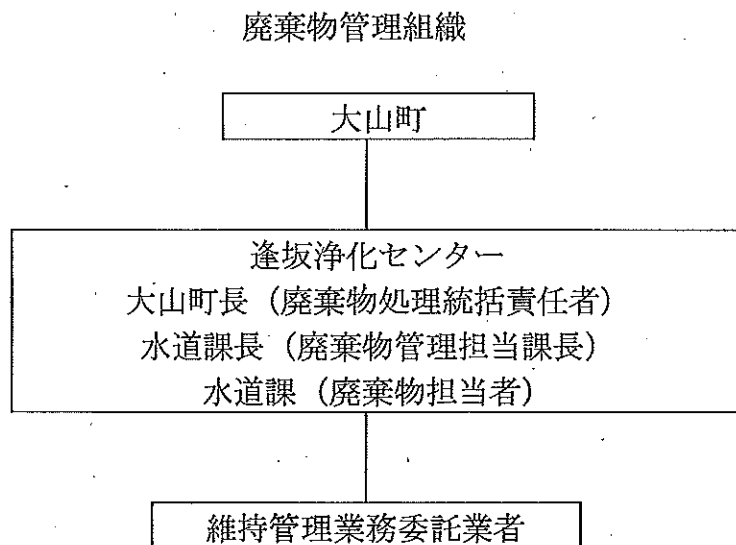 廃棄物管理組織
大山町
逢坂浄化センター
大山町長（廃棄物処理統括責任者）
水道課長（廃棄物管理担当課長）
水道課（廃棄物担当者）
維持管理業務委託業者